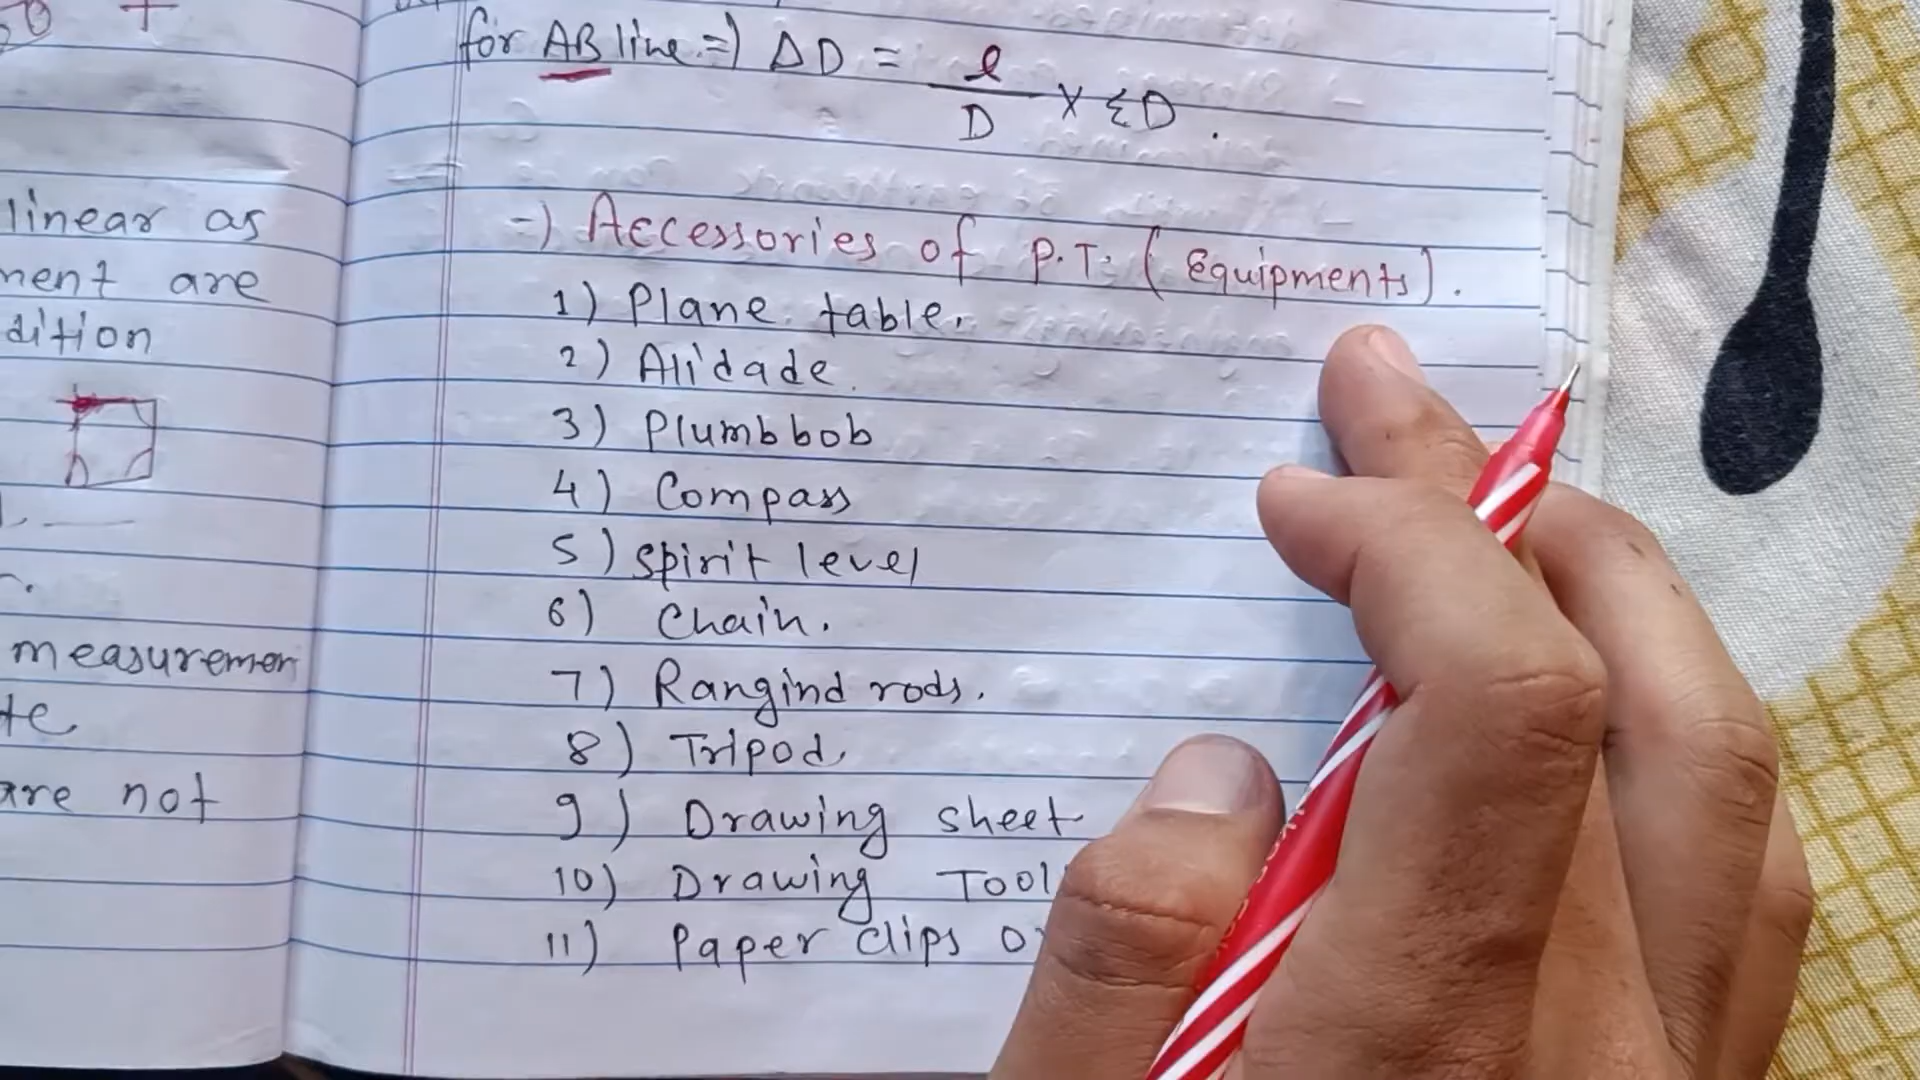 linear as
ment are
dition
measuremen
te
are not
for AB line =) ΔD = e/D X ΣD.
=) Accessories of P.T. (Equipments).
1) Plane table.
2) Alidade.
3) Plumbbob
4) Compass
5) Spirit level
6) Chain.
7) Rangind rods.
8) Tripod.
9) Drawing sheet
10) Drawing Tool
11) Paper clips or